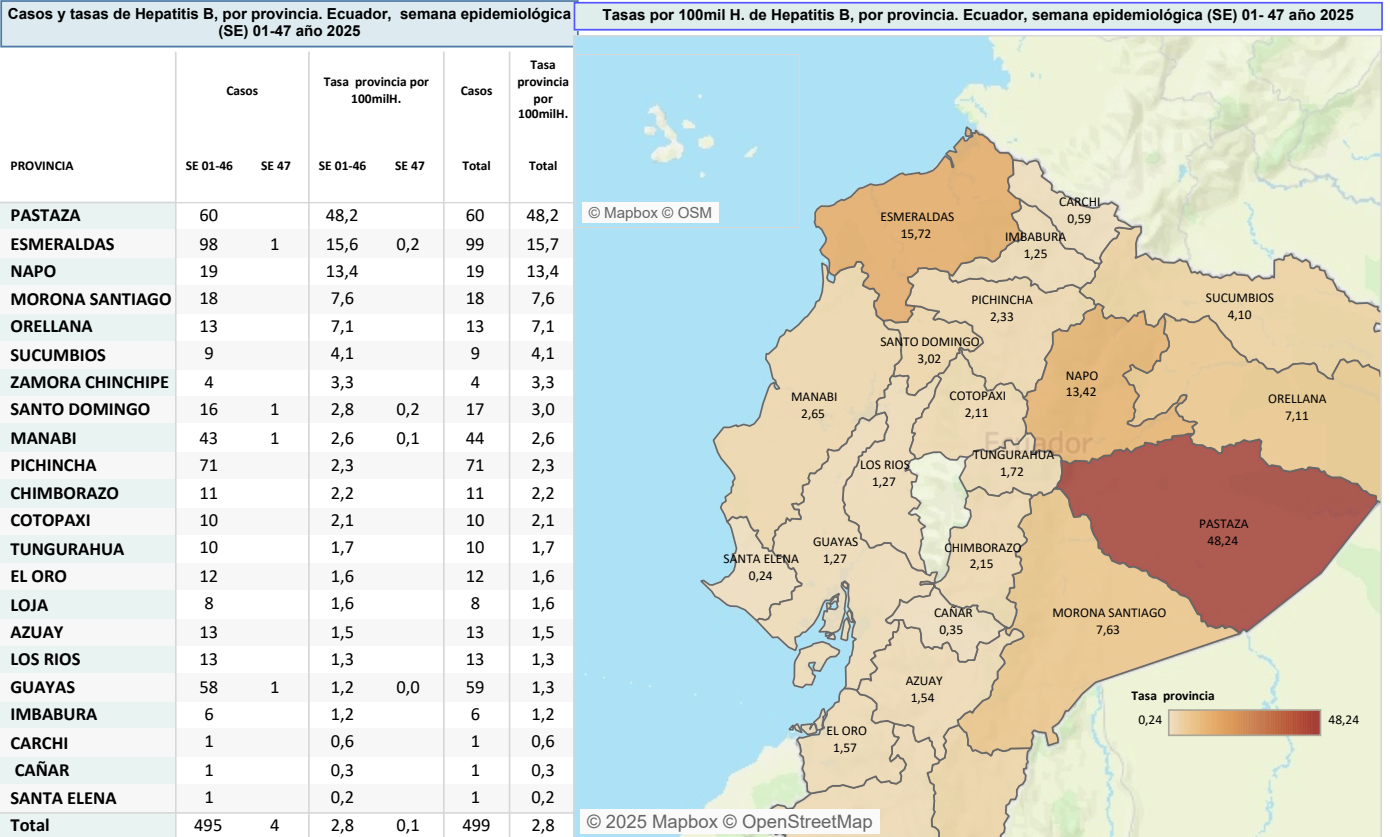 Casos y tasas de Hepatitis B, por provincia. Ecuador, semana epidemiológica
(SE) 01-47 año 2025
Casos Tasa provincia por 100milH. Casos Tasa provincia por 100milH.
PROVINCIA SE 01-46 SE 47 SE 01-46 SE 47 Total Total
PASTAZA 60 48,2 60 48,2
ESMERALDAS 98 1 15,6 0,2 99 15,7
NAPO 19 13,4 19 13,4
MORONA SANTIAGO 18 7,6 18 7,6
ORELLANA 13 7,1 13 7,1
SUCUMBIOS 9 4,1 9 4,1
ZAMORA CHINCHIPE 4 3,3 4 3,3
SANTO DOMINGO 16 1 2,8 0,2 17 3,0
MANABI 43 1 2,6 0,1 44 2,6
PICHINCHA 71 2,3 71 2,3
CHIMBORAZO 11 2,2 11 2,2
COTOPAXI 10 2,1 10 2,1
TUNGURAHUA 10 1,7 10 1,7
EL ORO 12 1,6 12 1,6
LOJA 8 1,6 8 1,6
AZUAY 13 1,5 13 1,5
LOS RIOS 13 1,3 13 1,3
GUAYAS 58 1 1,2 0,0 59 1,3
IMBABURA 6 1,2 6 1,2
CARCHI 1 0,6 1 0,6
CAÑAR 1 0,3 1 0,3
SANTA ELENA 1 0,2 1 0,2
Total 495 4 2,8 0,1 499 2,8
Tasas por 100mil H. de Hepatitis B, por provincia. Ecuador, semana epidemiológica (SE) 01- 47 año 2025
© Mapbox © OSM
CARCHI
0,59
ESMERALDAS
15,72
IMBABURA
1,25
SUCUMBIOS
4,10
PICHINCHA
2,33
SANTO DOMINGO
3,02
NAPO
13,42
MANABI
2,65
COTOPAXI
2,11
ORELLANA
7,11
Ecuador
TUNGURAHUA
1,72
LOS RIOS
1,27
PASTAZA
48,24
GUAYAS
1,27
CHIMBORAZO
2,15
SANTA ELENA
0,24
CAÑAR
0,35
MORONA SANTIAGO
7,63
AZUAY
1,54
EL ORO
1,57
Tasa provincia
0,24 48,24
© 2025 Mapbox © OpenStreetMap